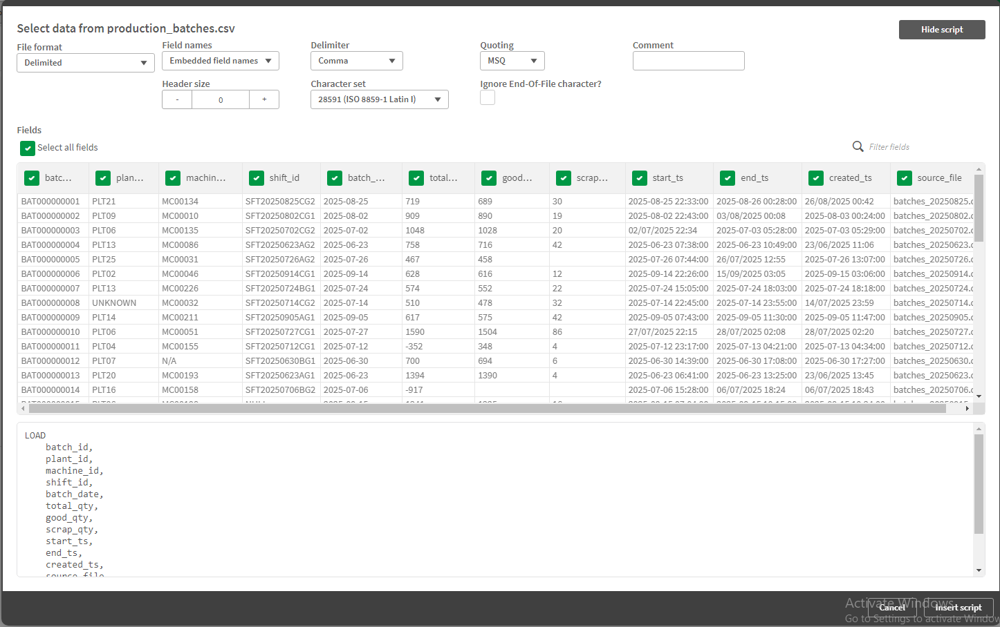 Select data from production_batches.csv
Hide script
File format
Field names
Delimiter
Quoting
Comment
Delimited
Embedded field names
Comma
MSQ
Header size
Character set
Ignore End-Of-File character?
- 0 +
28591 (ISO 8859-1 Latin I)
Fields
Select all fields
Filter fields
batc... plan... machin... shift_id batch_... total... good... scrap... start_ts end_ts created_ts source_file
BAT000000001 PLT21 MC00134 SFT20250825CG2 2025-08-25 719 689 30 2025-08-25 22:33:00 2025-08-26 00:28:00 26/08/2025 00:42 batches_20250825.c
BAT000000002 PLT09 MC00010 SFT20250802CG1 2025-08-02 909 890 19 2025-08-02 22:43:00 03/08/2025 00:08 2025-08-03 00:24:00 batches_20250802.c
BAT000000003 PLT06 MC00135 SFT20250702CG2 2025-07-02 1048 1028 20 02/07/2025 22:34 2025-07-03 05:28:00 2025-07-03 05:29:00 batches_20250702.c
BAT000000004 PLT13 MC00086 SFT20250623AG2 2025-06-23 758 716 42 2025-06-23 07:38:00 2025-06-23 10:49:00 23/06/2025 11:06 batches_20250623.c
BAT000000005 PLT25 MC00031 SFT20250726AG2 2025-07-26 467 458 2025-07-26 07:44:00 26/07/2025 12:55 2025-07-26 13:07:00 batches_20250726.c
BAT000000006 PLT02 MC00046 SFT20250914CG1 2025-09-14 628 616 12 2025-09-14 22:26:00 15/09/2025 03:05 2025-09-15 03:06:00 batches_20250914.c
BAT000000007 PLT13 MC00226 SFT20250724BG1 2025-07-24 574 552 22 2025-07-24 15:05:00 2025-07-24 18:03:00 2025-07-24 18:18:00 batches_20250724.c
BAT000000008 UNKNOWN MC00032 SFT20250714CG2 2025-07-14 510 478 32 2025-07-14 22:45:00 2025-07-14 23:55:00 14/07/2025 23:59 batches_20250714.c
BAT000000009 PLT14 MC00211 SFT20250905AG1 2025-09-05 617 575 42 2025-09-05 07:43:00 2025-09-05 11:30:00 2025-09-05 11:47:00 batches_20250905.c
BAT000000010 PLT06 MC00051 SFT20250727CG1 2025-07-27 1590 1504 86 27/07/2025 22:15 28/07/2025 02:08 28/07/2025 02:20 batches_20250727.c
BAT000000011 PLT04 MC00155 SFT20250712CG1 2025-07-12 -352 348 4 2025-07-12 23:17:00 2025-07-13 04:21:00 2025-07-13 04:34:00 batches_20250712.c
BAT000000012 PLT07 N/A SFT20250630BG1 2025-06-30 700 694 6 2025-06-30 14:39:00 2025-06-30 17:08:00 2025-06-30 17:27:00 batches_20250630.c
BAT000000013 PLT20 MC00193 SFT20250623AG1 2025-06-23 1394 1390 4 2025-06-23 06:41:00 2025-06-23 13:25:00 23/06/2025 13:45 batches_20250623.c
BAT000000014 PLT16 MC00158 SFT20250706BG2 2025-07-06 -917 2025-07-06 15:28:00 06/07/2025 18:24 06/07/2025 18:43 batches_20250706.c
LOAD
batch_id,
plant_id,
machine_id,
shift_id,
batch_date,
total_qty,
good_qty,
scrap_qty,
start_ts,
end_ts,
created_ts,
source_file
Activate Windows
Cancel
Insert script
Go to Settings to activate Window